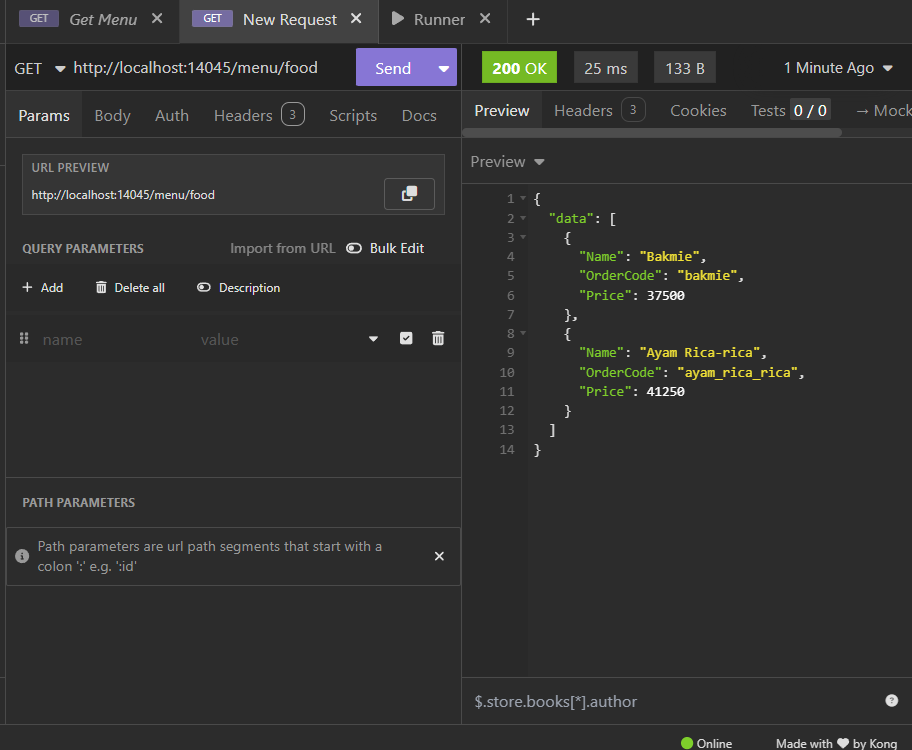 GET Get Menu × GET New Request × Runner × +
GET http://localhost:14045/menu/food Send
200 OK 25 ms 133 B 1 Minute Ago
Params Body Auth Headers 3 Scripts Docs
Preview Headers 3 Cookies Tests 0 / 0 → Mock
URL PREVIEW
http://localhost:14045/menu/food
QUERY PARAMETERS Import from URL Bulk Edit
+ Add Delete all Description
name value
PATH PARAMETERS
Path parameters are url path segments that start with a
colon ':' e.g. ':id'
Preview
1 {
2 "data": [
3 {
4 "Name": "Bakmie",
5 "OrderCode": "bakmie",
6 "Price": 37500
7 },
8 {
9 "Name": "Ayam Rica-rica",
10 "OrderCode": "ayam_rica_rica",
11 "Price": 41250
12 }
13 ]
14 }
$.store.books[*].author
Online Made with ♥ by Kong